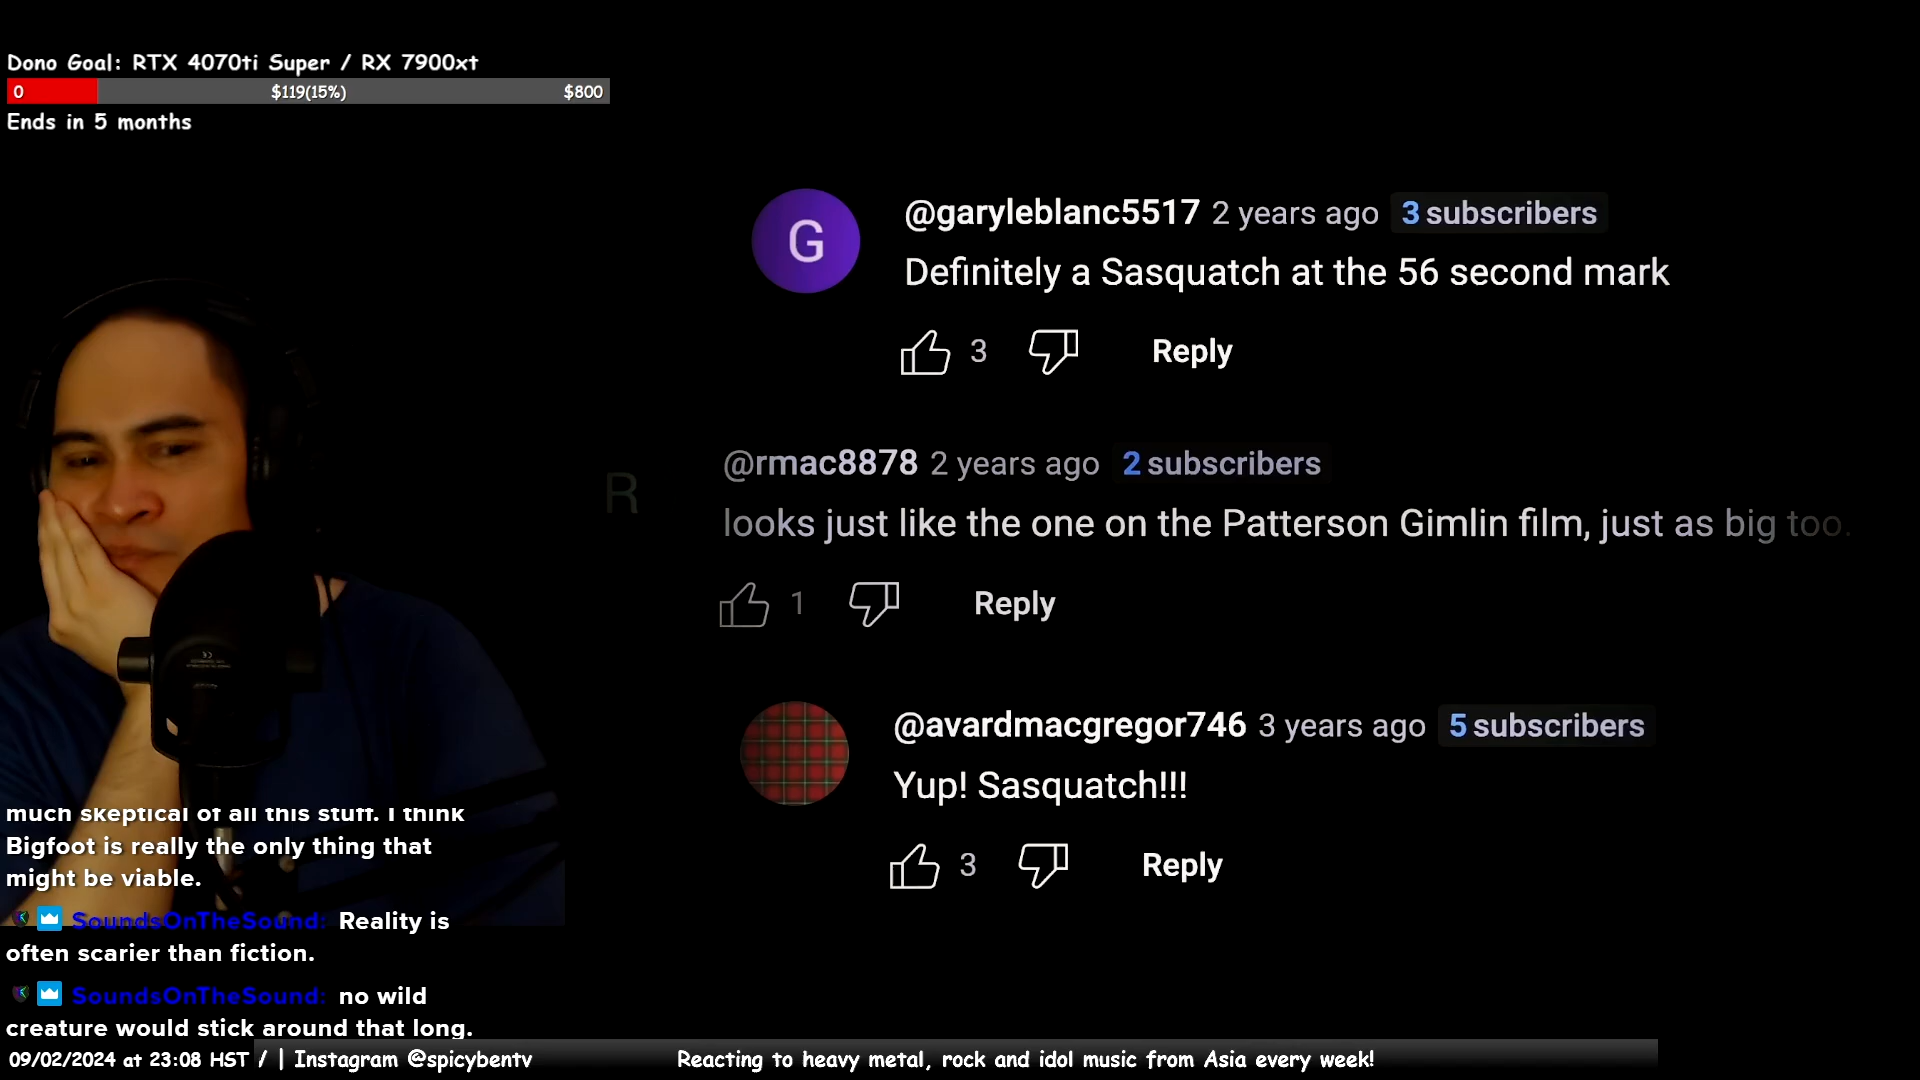 Dono Goal: RTX 4070ti Super / RX 7900xt
0 $119(15%) $800
Ends in 5 months
G
@garyleblanc5517 2 years ago 3 subscribers
Definitely a Sasquatch at the 56 second mark
3 Reply
R
@rmac8878 2 years ago 2 subscribers
looks just like the one on the Patterson Gimlin film, just as big too.
1 Reply
@avardmacgregor746 3 years ago 5 subscribers
Yup! Sasquatch!!!
3 Reply
much skeptical of all this stuff. I think
Bigfoot is really the only thing that
might be viable.
SoundsOnTheSound: Reality is
often scarier than fiction.
SoundsOnTheSound: no wild
creature would stick around that long.
09/02/2024 at 23:08 HST / | Instagram @spicybentv Reacting to heavy metal, rock and idol music from Asia every week!